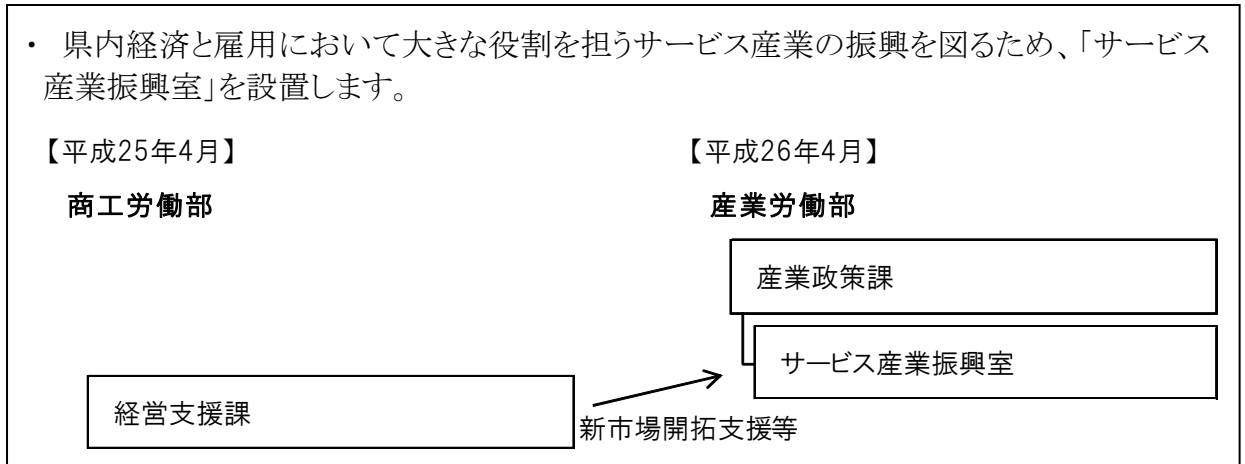 ・ 県内経済と雇用において大きな役割を担うサービス産業の振興を図るため、「サービス
産業振興室」を設置します。
【平成25年4月】
【平成26年4月】
商工労働部
産業労働部
産業政策課
サービス産業振興室
経営支援課
新市場開拓支援等